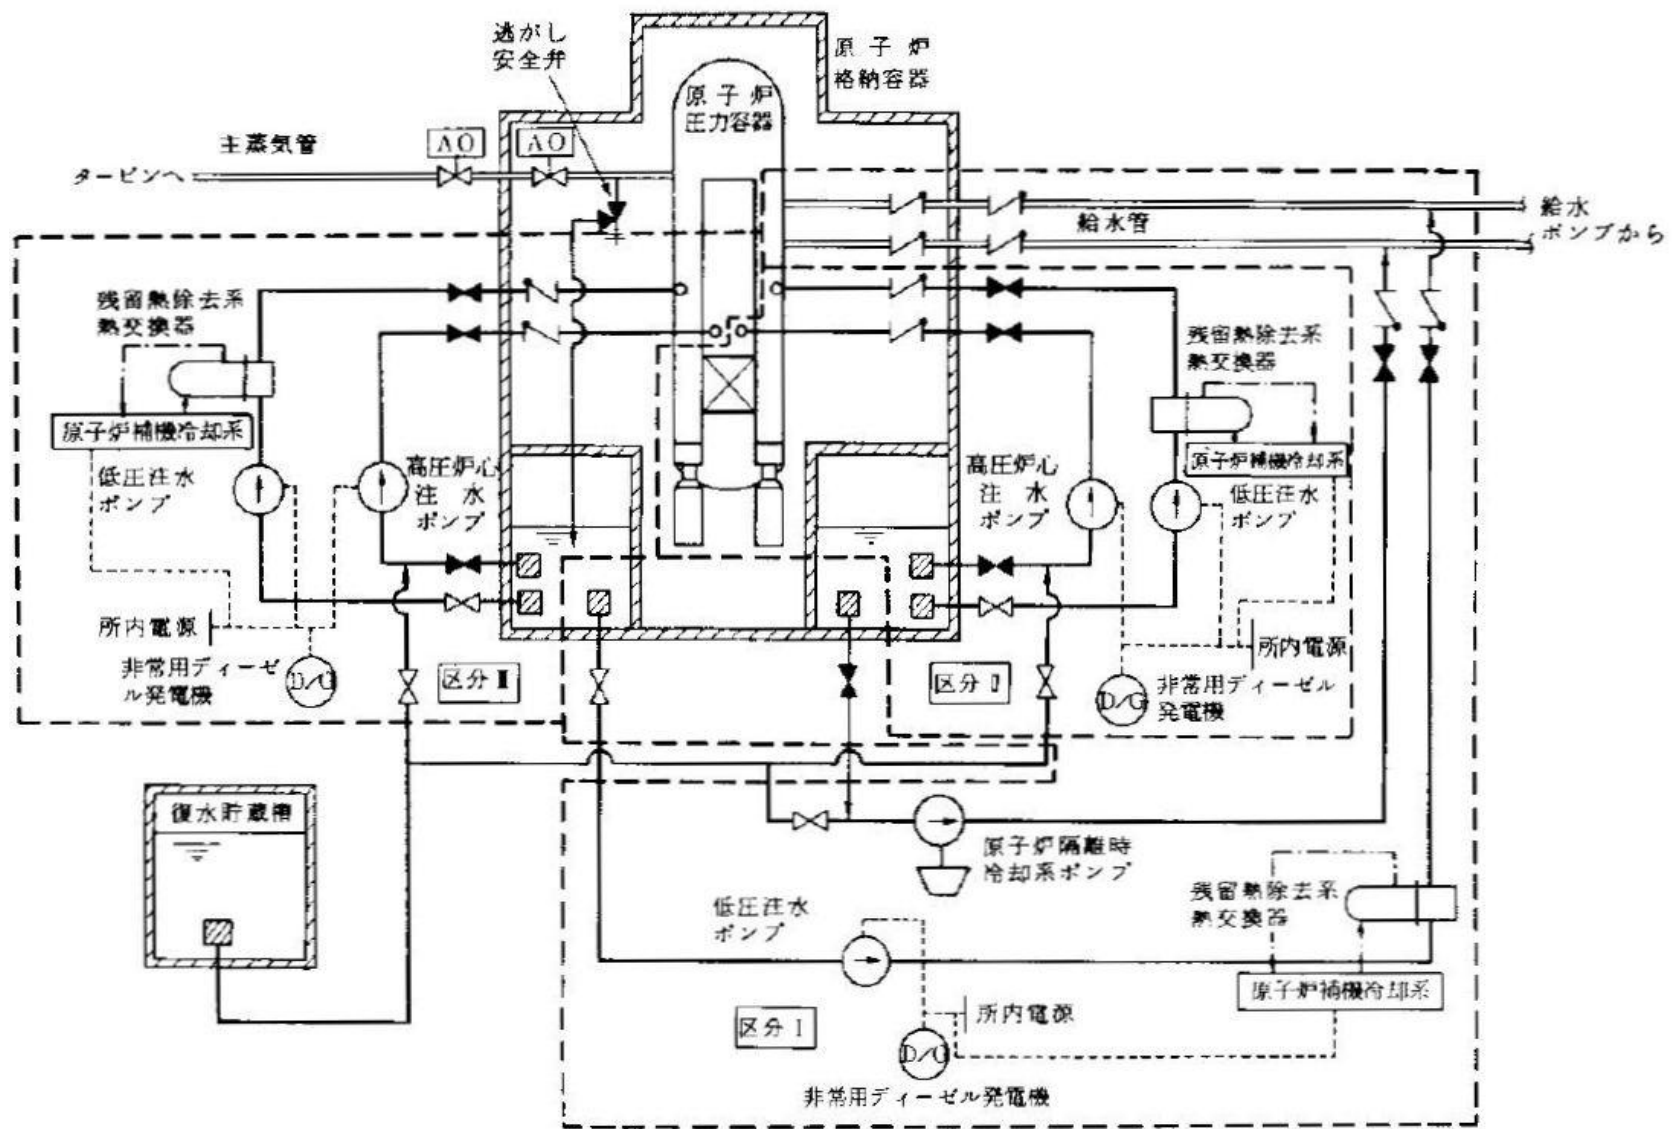 逃がし
安全弁
原子炉
格納容器
原子炉
圧力容器
主蒸気管
AO
AO
タービンへ
給水
ポンプから
給水管
残留熱除去系
熱交換器
原子炉補機冷却系
低圧注水
ポンプ
高圧炉心
注水
ポンプ
所内電源
非常用ディーゼ
ル発電機
D/G
区分Ⅲ
残留熱除去系
熱交換器
原子炉補機冷却系
高圧炉心
注水
ポンプ
低圧注水
ポンプ
所内電源
非常用ディーゼル
発電機
D/G
区分Ⅱ
復水貯蔵槽
原子炉隔離時
冷却系ポンプ
低圧注水
ポンプ
残留熱除去系
熱交換器
原子炉補機冷却系
所内電源
区分Ⅰ
D/G
非常用ディーゼル発電機